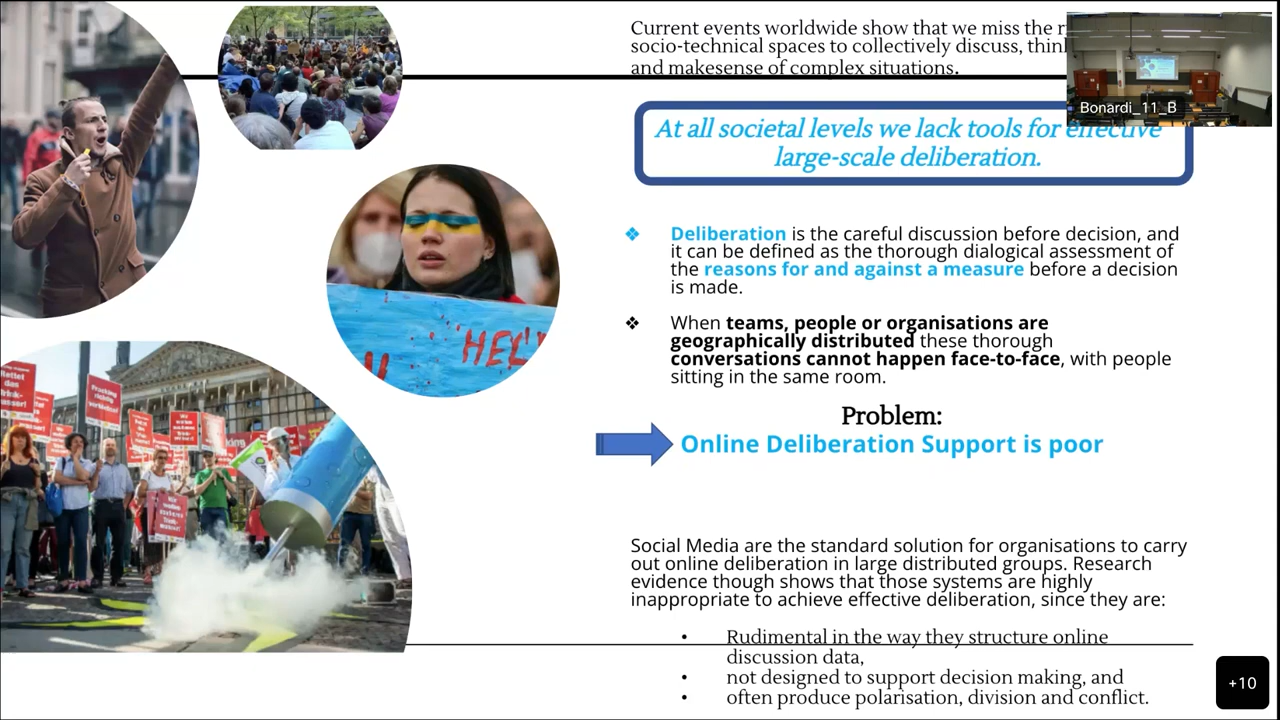 Current events worldwide show that we miss the
socio-technical spaces to collectively discuss,
and makesense of complex situations.
Bonardi_11_B
At all societal levels we lack tools for effective
large-scale deliberation.
❖ Deliberation is the careful discussion before decision, and
it can be defined as the thorough dialogical assessment of
the reasons for and against a measure before a decision
is made.
❖ When teams, people or organisations are
geographically distributed these thorough
conversations cannot happen face-to-face, with people
sitting in the same room.
Problem:
Online Deliberation Support is poor
Social Media are the standard solution for organisations to carry
out online deliberation in large distributed groups. Research
evidence though shows that those systems are highly
inappropriate to achieve effective deliberation, since they are:
• Rudimental in the way they structure online
discussion data,
• not designed to support decision making, and
• often produce polarisation, division and conflict.
+10